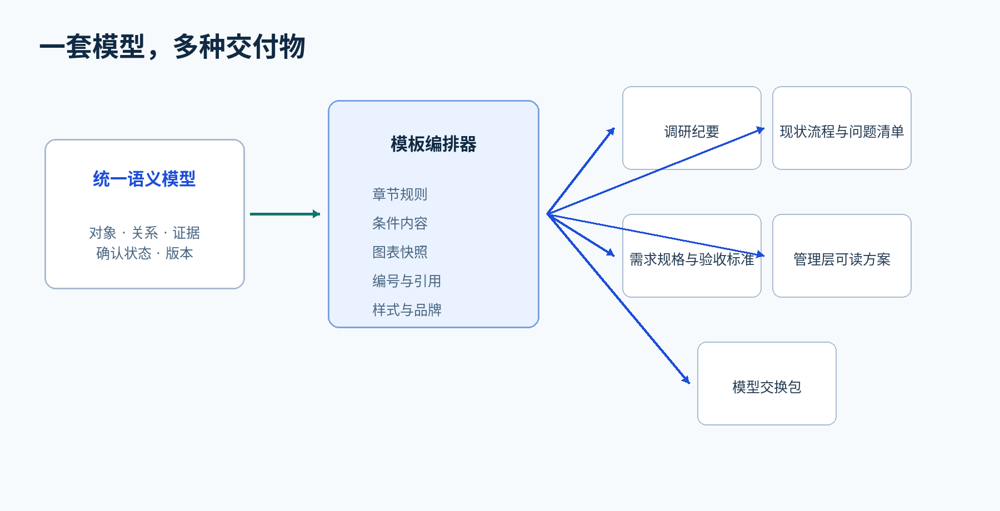 一套模型，多种交付物
统一语义模型
对象 · 关系 · 证据
确认状态 · 版本
模板编排器
章节规则
条件内容
图表快照
编号与引用
样式与品牌
调研纪要
现状流程与问题清单
需求规格与验收标准
管理层可读方案
模型交换包